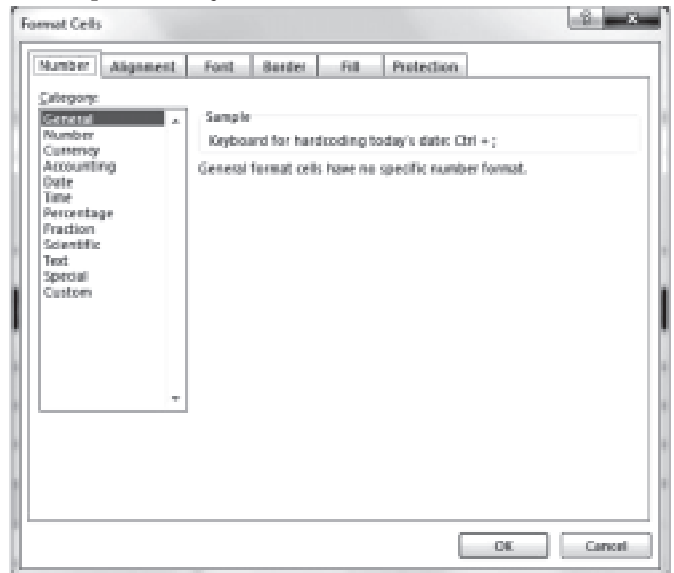 Format Cells
Number Alignment Font Border Fill Protection
Category:
General
Number
Currency
Accounting
Date
Time
Percentage
Fraction
Scientific
Text
Special
Custom
Sample
Keyboard for hardcoding today's date: Ctrl + ;
General format cells have no specific number format.
OK Cancel